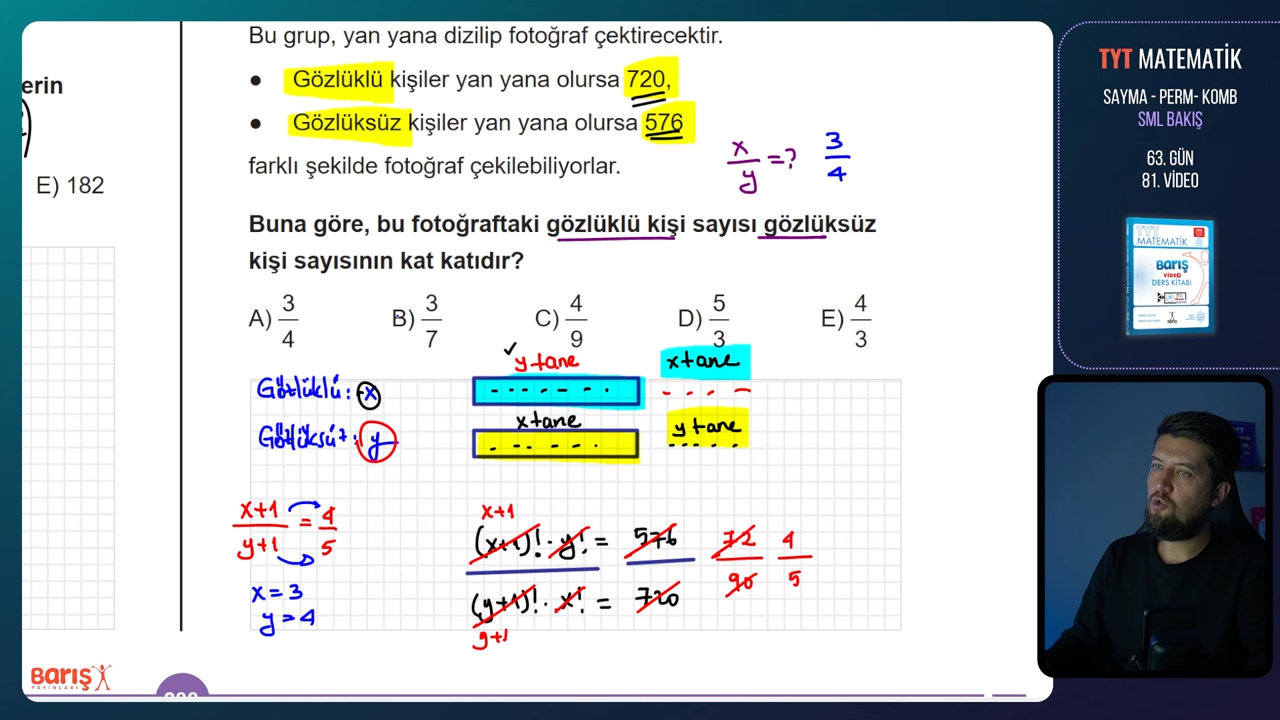 Bu grup, yan yana dizilip fotoğraf çektirecektir.
erin
● Gözlüklü kişiler yan yana olursa 720,
● Gözlüksüz kişiler yan yana olursa 576
farklı şekilde fotoğraf çekilebiliyorlar.
x/y = ? 3/4
E) 182
Buna göre, bu fotoğraftaki gözlüklü kişi sayısı gözlüksüz
kişi sayısının kat katıdır?
A) 3/4 B) 3/7 C) 4/9 D) 5/3 E) 4/3
✓ y tane x tane
Gözlüklü: x
x tane y tane
Gözlüksüz: y
x+1/y+1 = 4/5
x = 3
y = 4
x+1
(x+1)! · y! = 576 72/90 4/5
(y+1)! · x! = 720
y+1
BARIŞ
YAYINLARI
TYT MATEMATİK
SAYMA - PERM- KOMB
SML BAKIŞ
63. GÜN
81. VİDEO
TYT
MATEMATİK
BARIŞ
VİDEO
DERS KİTABI